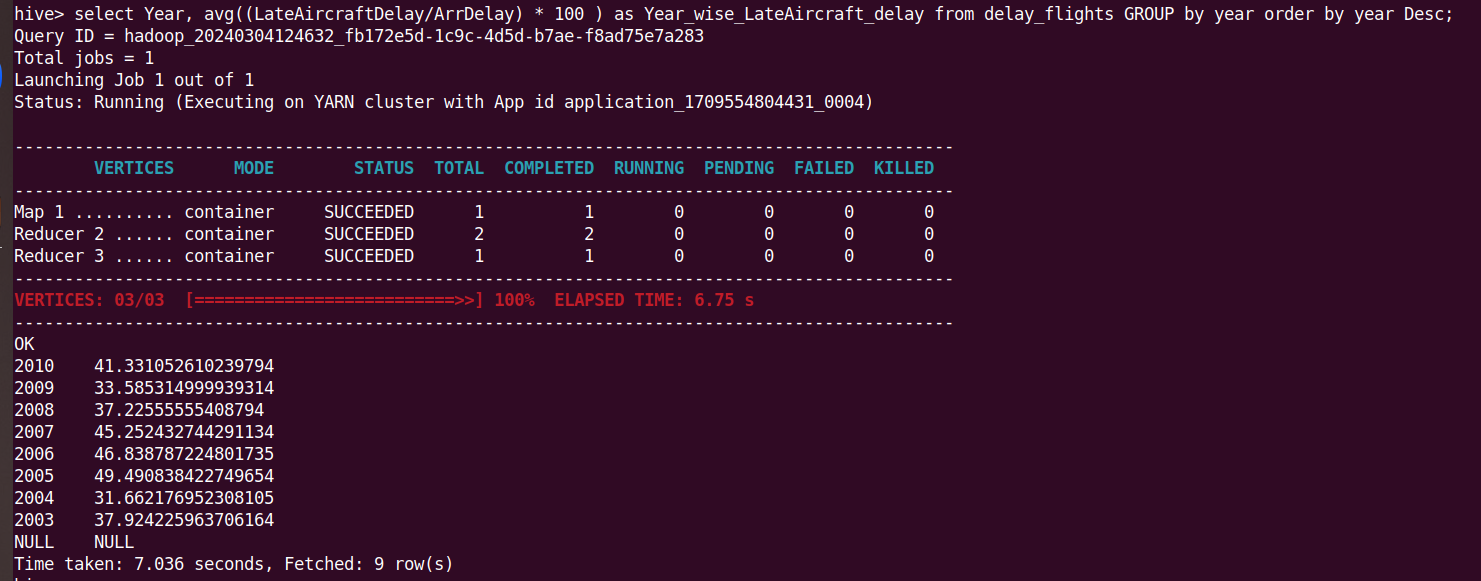 hive> select Year, avg((LateAircraftDelay/ArrDelay) * 100 ) as Year_wise_LateAircraft_delay from delay_flights GROUP by year order by year Desc;
Query ID = hadoop_20240304124632_fb172e5d-1c9c-4d5d-b7ae-f8ad75e7a283
Total jobs = 1
Launching Job 1 out of 1
Status: Running (Executing on YARN cluster with App id application_1709554804431_0004)
----------------------------------------------------------------------------------------------
        VERTICES      MODE        STATUS  TOTAL  COMPLETED  RUNNING  PENDING  FAILED  KILLED
----------------------------------------------------------------------------------------------
Map 1 .......... container     SUCCEEDED      1          1        0        0       0       0
Reducer 2 ...... container     SUCCEEDED      2          2        0        0       0       0
Reducer 3 ...... container     SUCCEEDED      1          1        0        0       0       0
----------------------------------------------------------------------------------------------
VERTICES: 03/03  [==========================>>] 100%  ELAPSED TIME: 6.75 s
----------------------------------------------------------------------------------------------
OK
2010    41.331052610239794
2009    33.585314999939314
2008    37.22555555408794
2007    45.252432744291134
2006    46.838787224801735
2005    49.490838422749654
2004    31.662176952308105
2003    37.924225963706164
NULL    NULL
Time taken: 7.036 seconds, Fetched: 9 row(s)